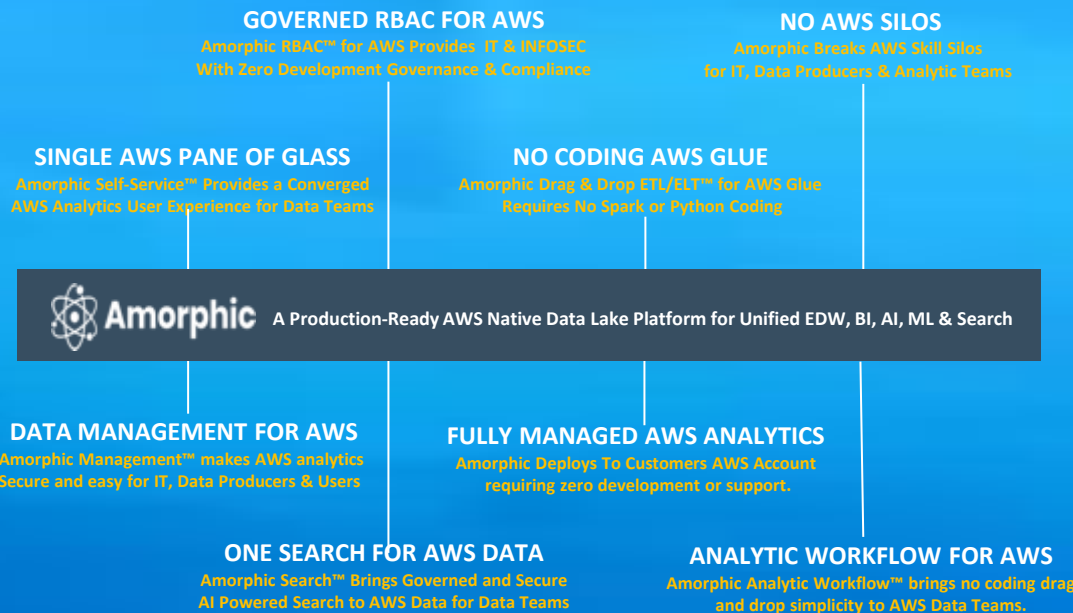 GOVERNED RBAC FOR AWS
Amorphic RBAC™ for AWS Provides IT & INFOSEC
With Zero Development Governance & Compliance
NO AWS SILOS
Amorphic Breaks AWS Skill Silos
for IT, Data Producers & Analytic Teams
SINGLE AWS PANE OF GLASS
Amorphic Self-Service™ Provides a Converged
AWS Analytics User Experience for Data Teams
NO CODING AWS GLUE
Amorphic Drag & Drop ETL/ELT™ for AWS Glue
Requires No Spark or Python Coding
Amorphic
A Production-Ready AWS Native Data Lake Platform for Unified EDW, BI, AI, ML & Search
DATA MANAGEMENT FOR AWS
Amorphic Management™ makes AWS analytics
Secure and easy for IT, Data Producers & Users
FULLY MANAGED AWS ANALYTICS
Amorphic Deploys To Customers AWS Account
requiring zero development or support.
ONE SEARCH FOR AWS DATA
Amorphic Search™ Brings Governed and Secure
AI Powered Search to AWS Data for Data Teams
ANALYTIC WORKFLOW FOR AWS
Amorphic Analytic Workflow™ brings no coding drag
and drop simplicity to AWS Data Teams.